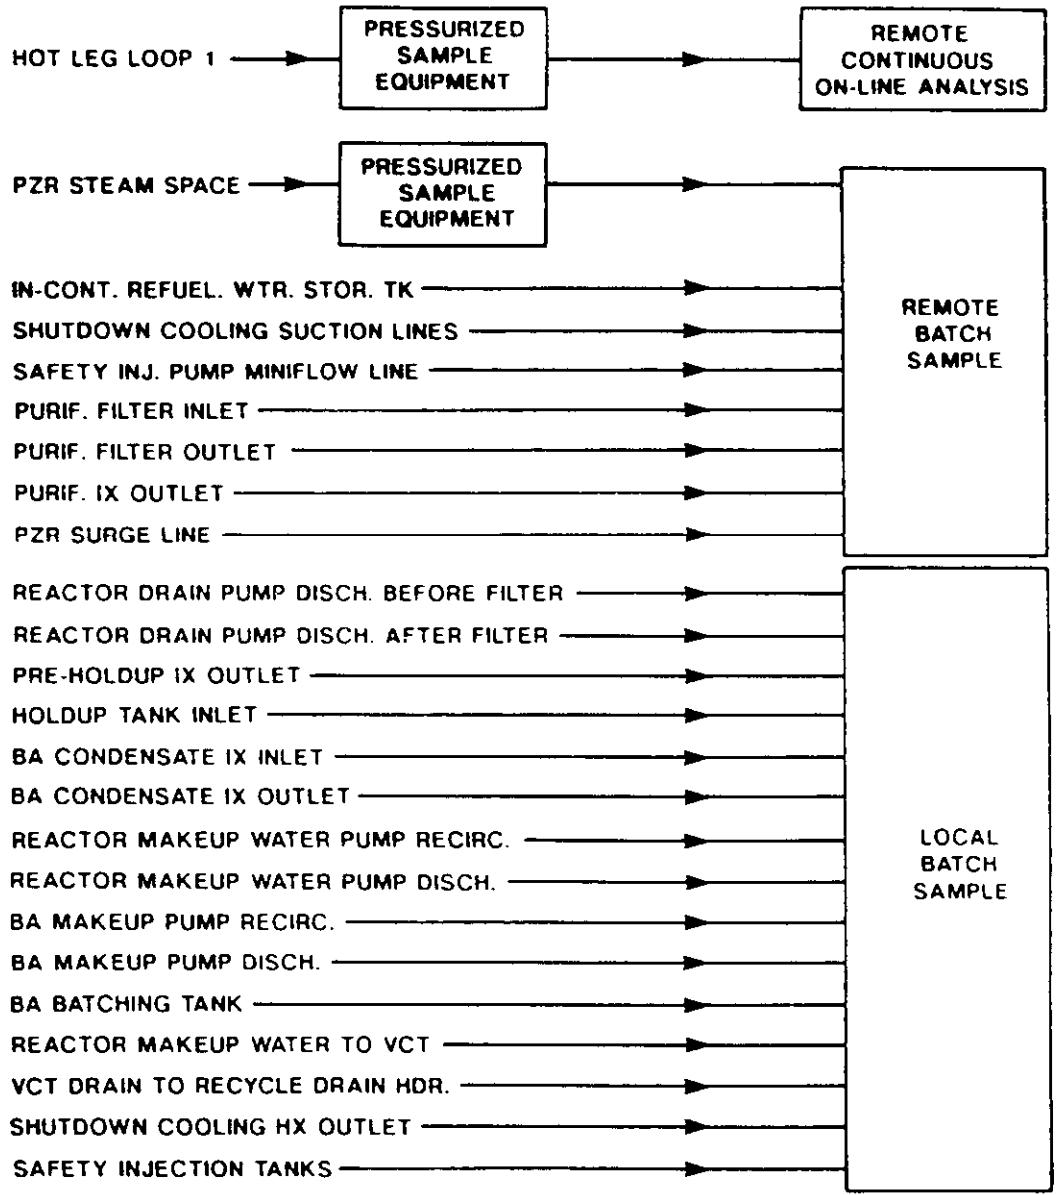 HOT LEG LOOP 1
PRESSURIZED
SAMPLE
EQUIPMENT
REMOTE
CONTINUOUS
ON-LINE ANALYSIS
PZR STEAM SPACE
PRESSURIZED
SAMPLE
EQUIPMENT
IN-CONT. REFUEL. WTR. STOR. TK
SHUTDOWN COOLING SUCTION LINES
SAFETY INJ. PUMP MINIFLOW LINE
PURIF. FILTER INLET
PURIF. FILTER OUTLET
PURIF. IX OUTLET
PZR SURGE LINE
REMOTE
BATCH
SAMPLE
REACTOR DRAIN PUMP DISCH. BEFORE FILTER
REACTOR DRAIN PUMP DISCH. AFTER FILTER
PRE-HOLDUP IX OUTLET
HOLDUP TANK INLET
BA CONDENSATE IX INLET
BA CONDENSATE IX OUTLET
REACTOR MAKEUP WATER PUMP RECIRC.
REACTOR MAKEUP WATER PUMP DISCH.
BA MAKEUP PUMP RECIRC.
BA MAKEUP PUMP DISCH.
BA BATCHING TANK
REACTOR MAKEUP WATER TO VCT
VCT DRAIN TO RECYCLE DRAIN HDR.
SHUTDOWN COOLING HX OUTLET
SAFETY INJECTION TANKS
LOCAL
BATCH
SAMPLE